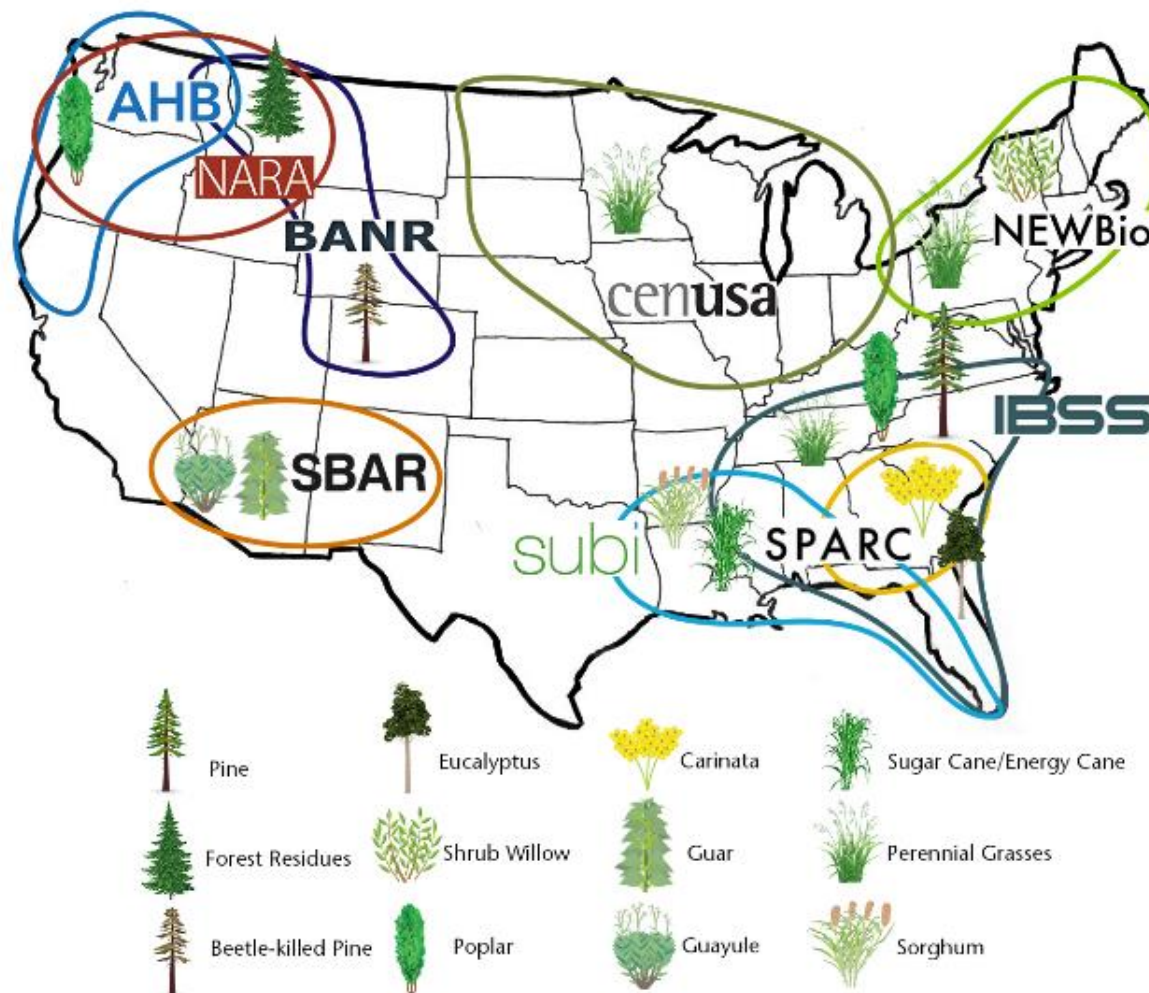 AHB
NARA
BANR
cenusa
NEWBio
IBSS
SBAR
subi
SPARC
Pine
Eucalyptus
Carinata
Sugar Cane/Energy Cane
Forest Residues
Shrub Willow
Guar
Perennial Grasses
Beetle-killed Pine
Poplar
Guayule
Sorghum